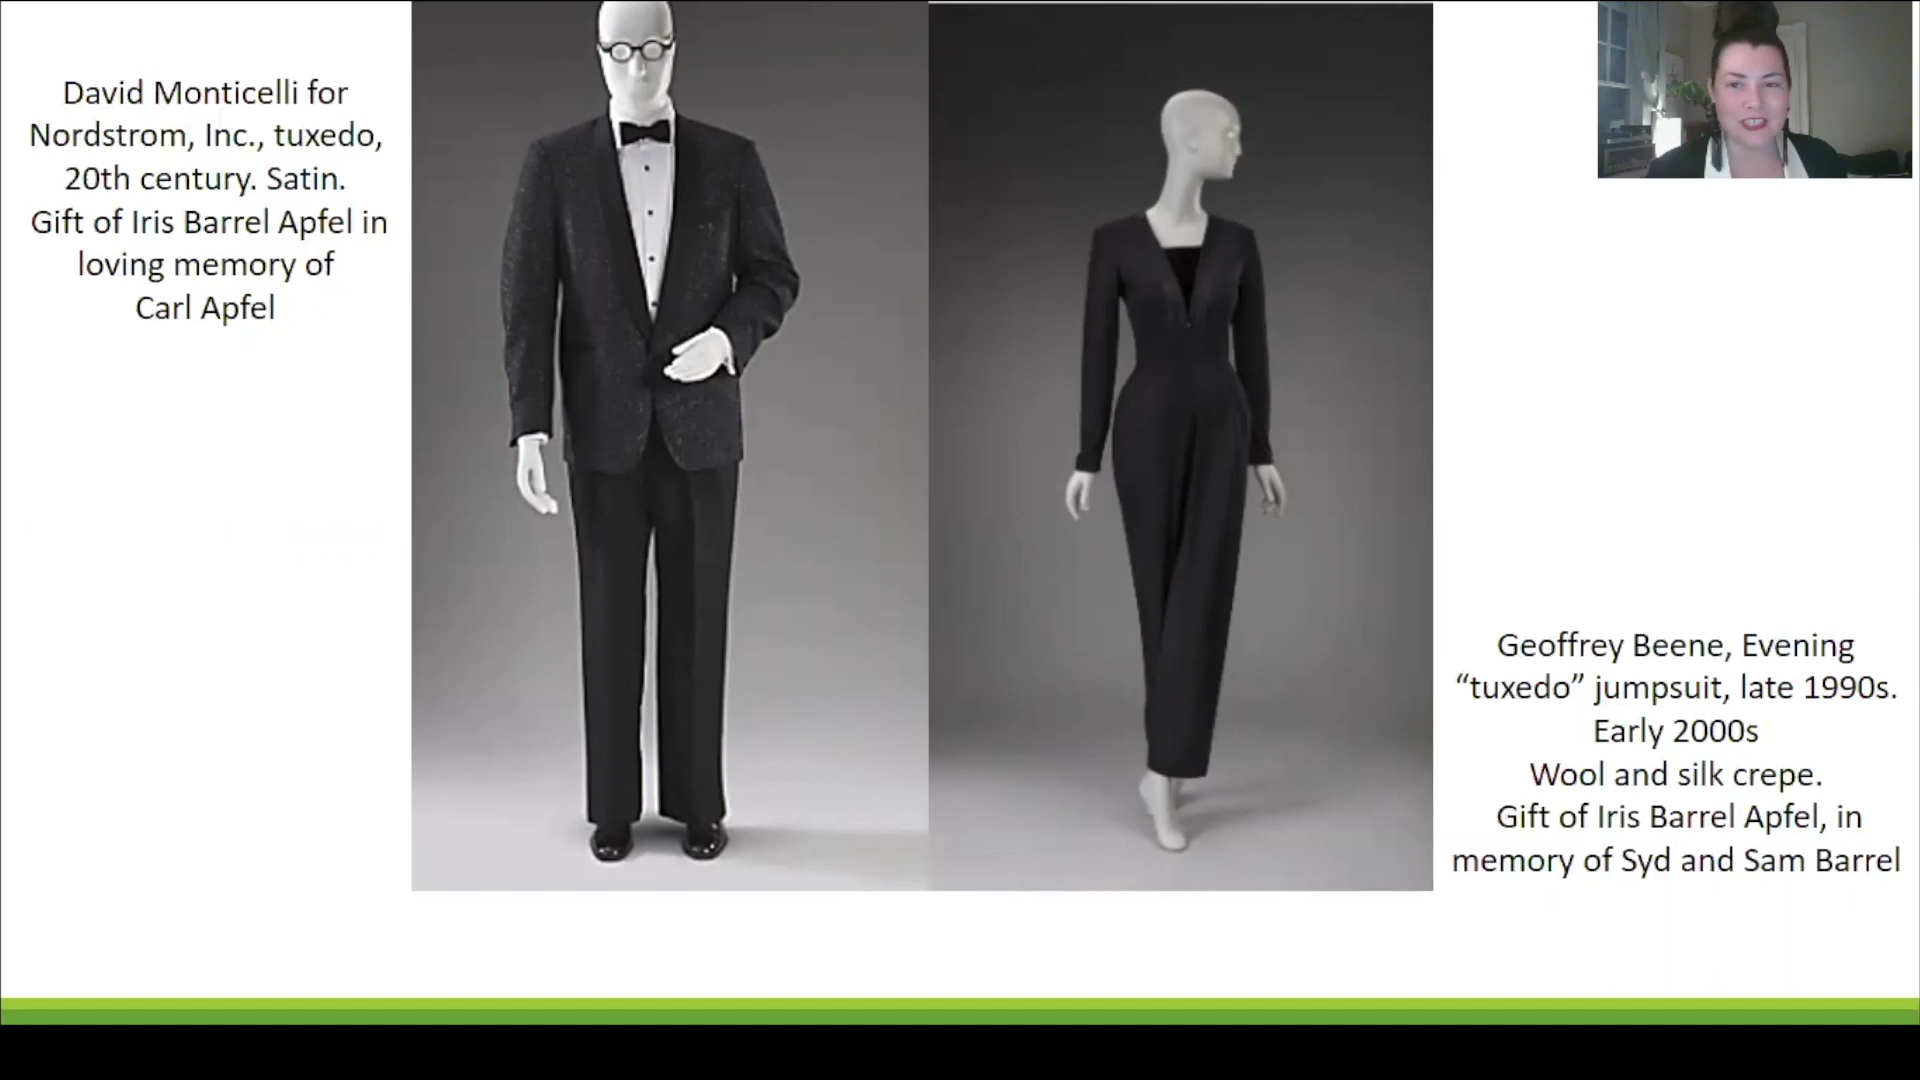 David Monticelli for
Nordstrom, Inc., tuxedo,
20th century. Satin.
Gift of Iris Barrel Apfel in
loving memory of
Carl Apfel
Geoffrey Beene, Evening
“tuxedo” jumpsuit, late 1990s.
Early 2000s
Wool and silk crepe.
Gift of Iris Barrel Apfel, in
memory of Syd and Sam Barrel